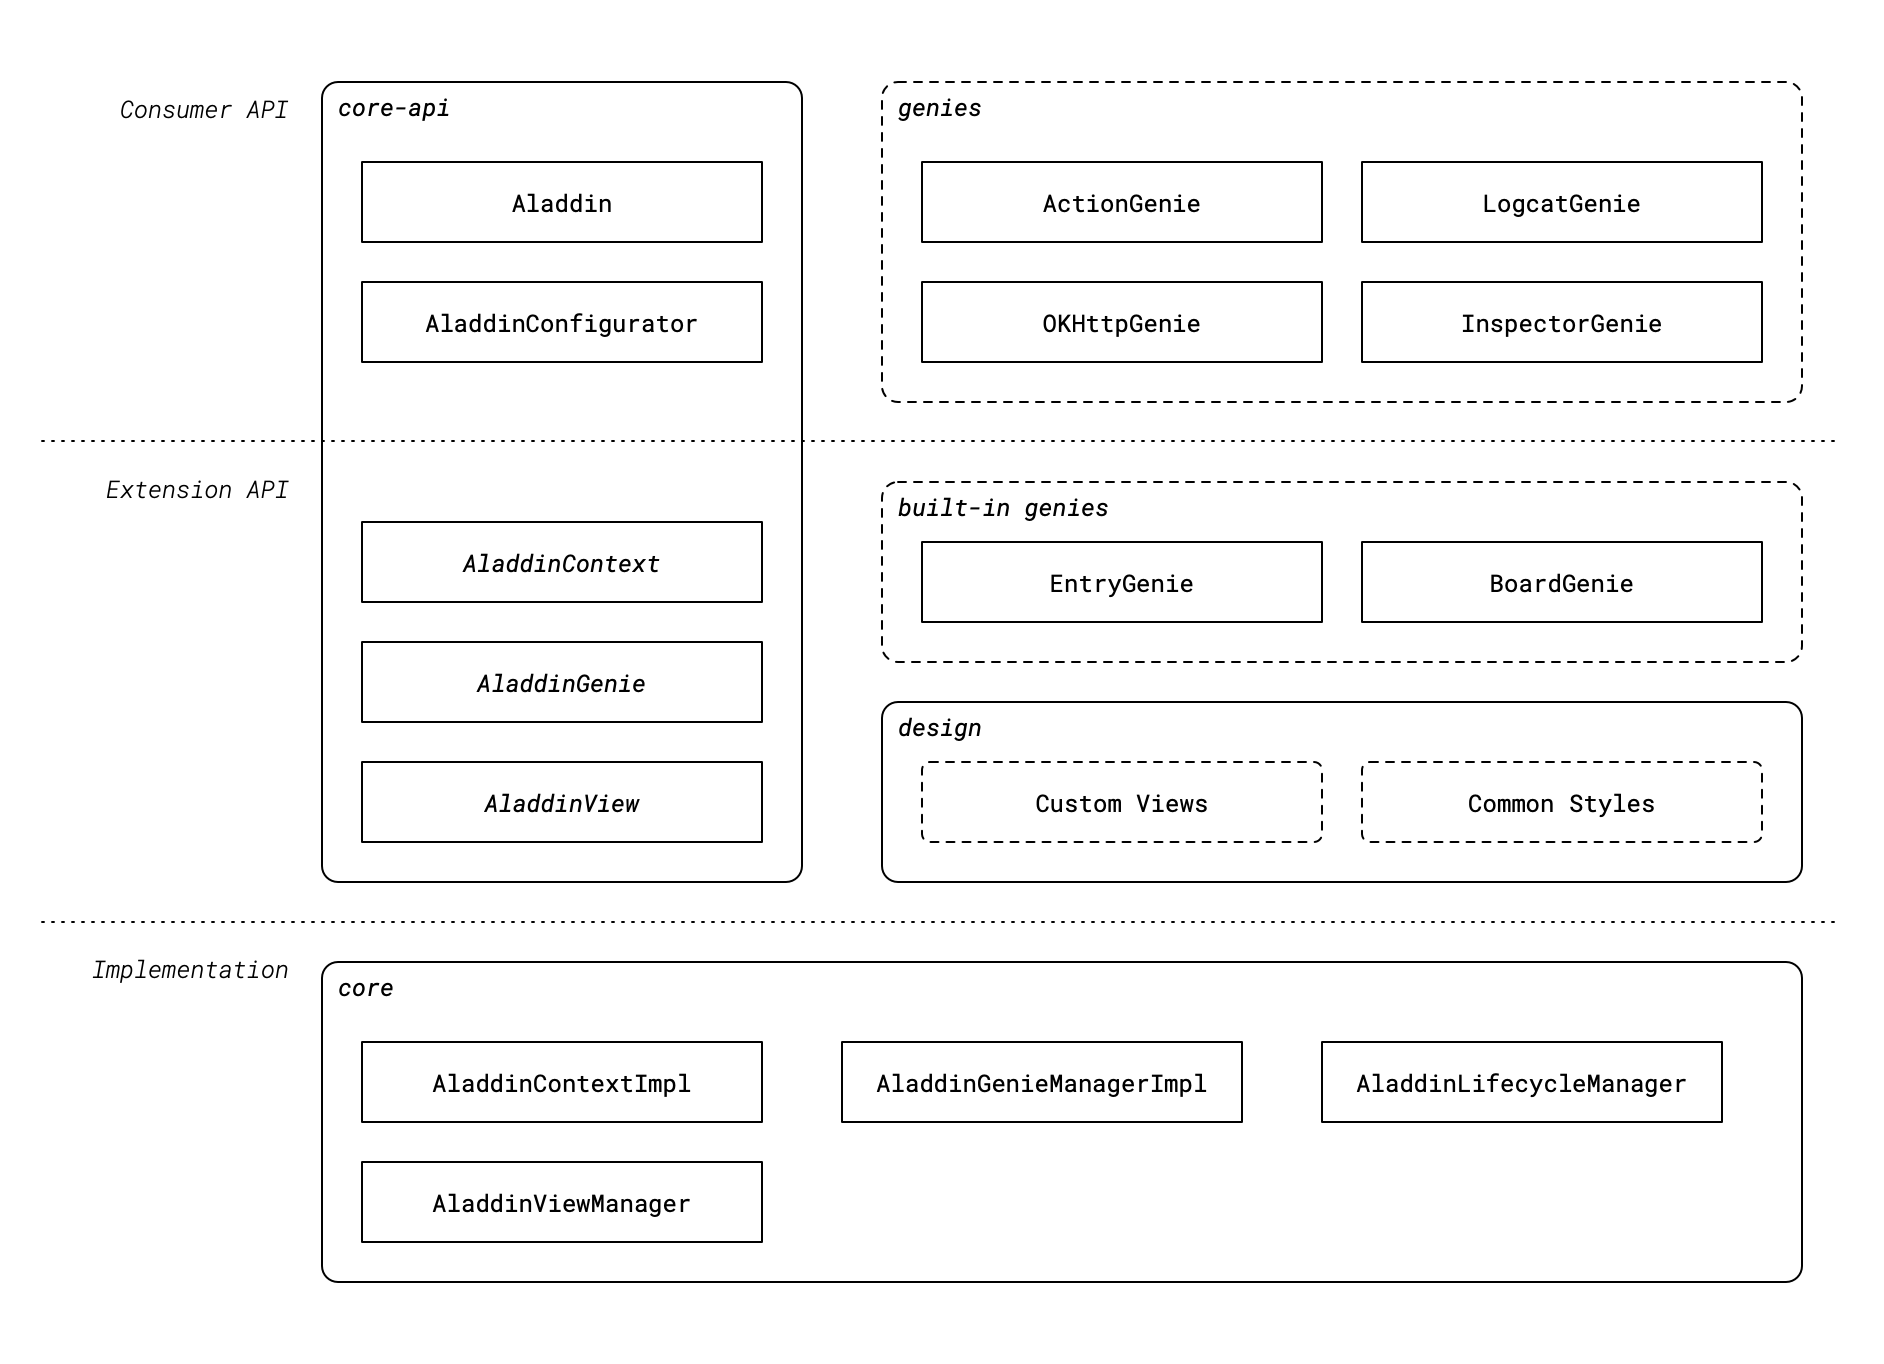 Consumer API
core-api
Aladdin
AladdinConfigurator
genies
ActionGenie
LogcatGenie
OKHttpGenie
InspectorGenie
Extension API
AladdinContext
AladdinGenie
AladdinView
built-in genies
EntryGenie
BoardGenie
design
Custom Views
Common Styles
Implementation
core
AladdinContextImpl
AladdinGenieManagerImpl
AladdinLifecycleManager
AladdinViewManager